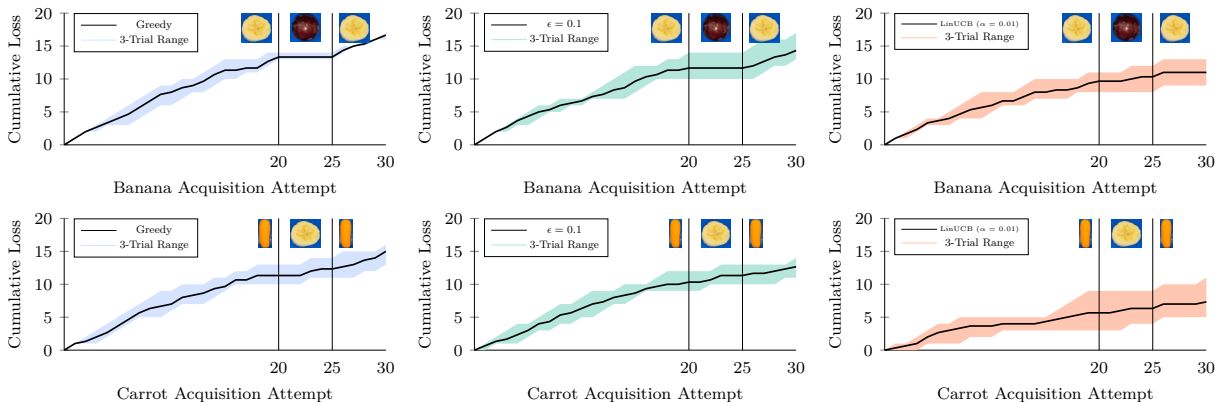 Cumulative Loss
20
15
10
5
0
Greedy
3-Trial Range
20
25
30
Banana Acquisition Attempt
Cumulative Loss
20
15
10
5
0
ϵ = 0.1
3-Trial Range
20
25
30
Banana Acquisition Attempt
Cumulative Loss
20
15
10
5
0
LinUCB (α = 0.01)
3-Trial Range
20
25
30
Banana Acquisition Attempt
Cumulative Loss
20
15
10
5
0
Greedy
3-Trial Range
20
25
30
Carrot Acquisition Attempt
Cumulative Loss
20
15
10
5
0
ϵ = 0.1
3-Trial Range
20
25
30
Carrot Acquisition Attempt
Cumulative Loss
20
15
10
5
0
LinUCB (α = 0.01)
3-Trial Range
20
25
30
Carrot Acquisition Attempt